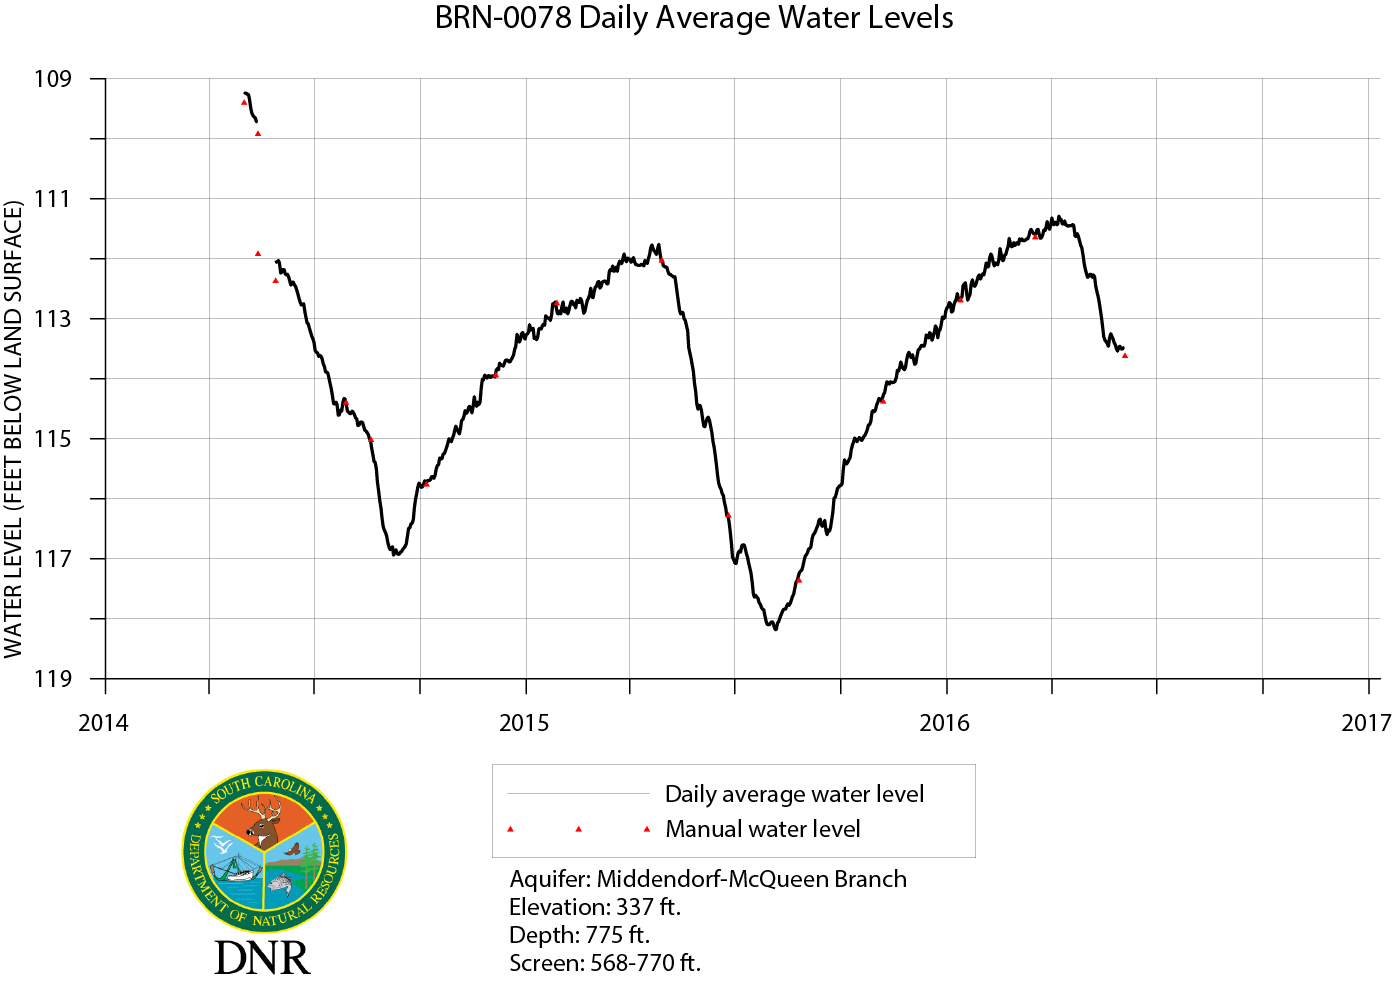 BRN-0078 Daily Average Water Levels
WATER LEVEL (FEET BELOW LAND SURFACE)
109
111
113
115
117
119
2014
2015
2016
2017
Daily average water level
Manual water level
Aquifer: Middendorf-McQueen Branch
Elevation: 337 ft.
Depth: 775 ft.
Screen: 568-770 ft.
SOUTH CAROLINA
DEPARTMENT OF NATURAL RESOURCES
DNR